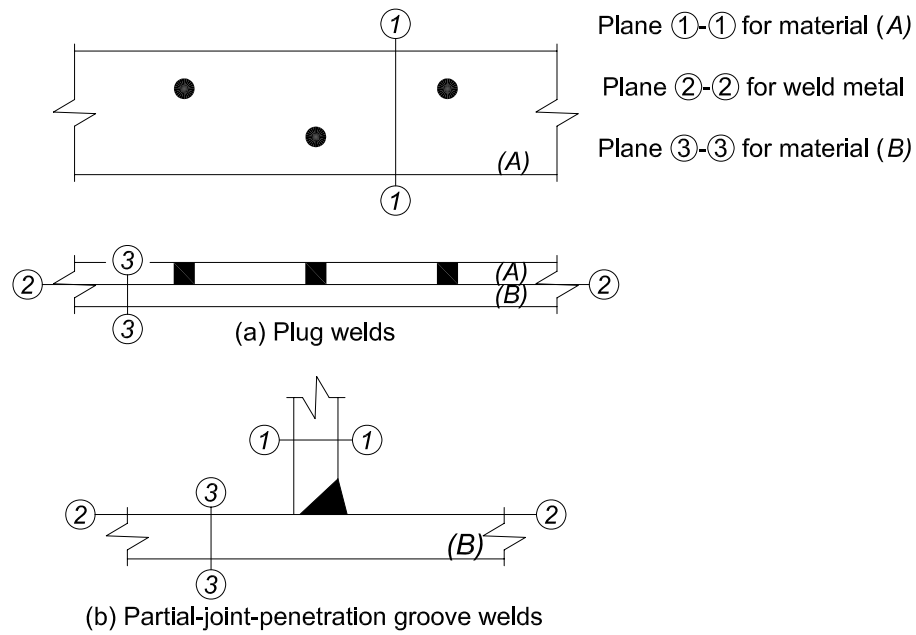 ①
Plane ①-① for material (A)
Plane ②-② for weld metal
Plane ③-③ for material (B)
(A)
①
③
② (A) ②
(B)
③
(a) Plug welds
① ①
③
② ②
(B)
③
(b) Partial-joint-penetration groove welds